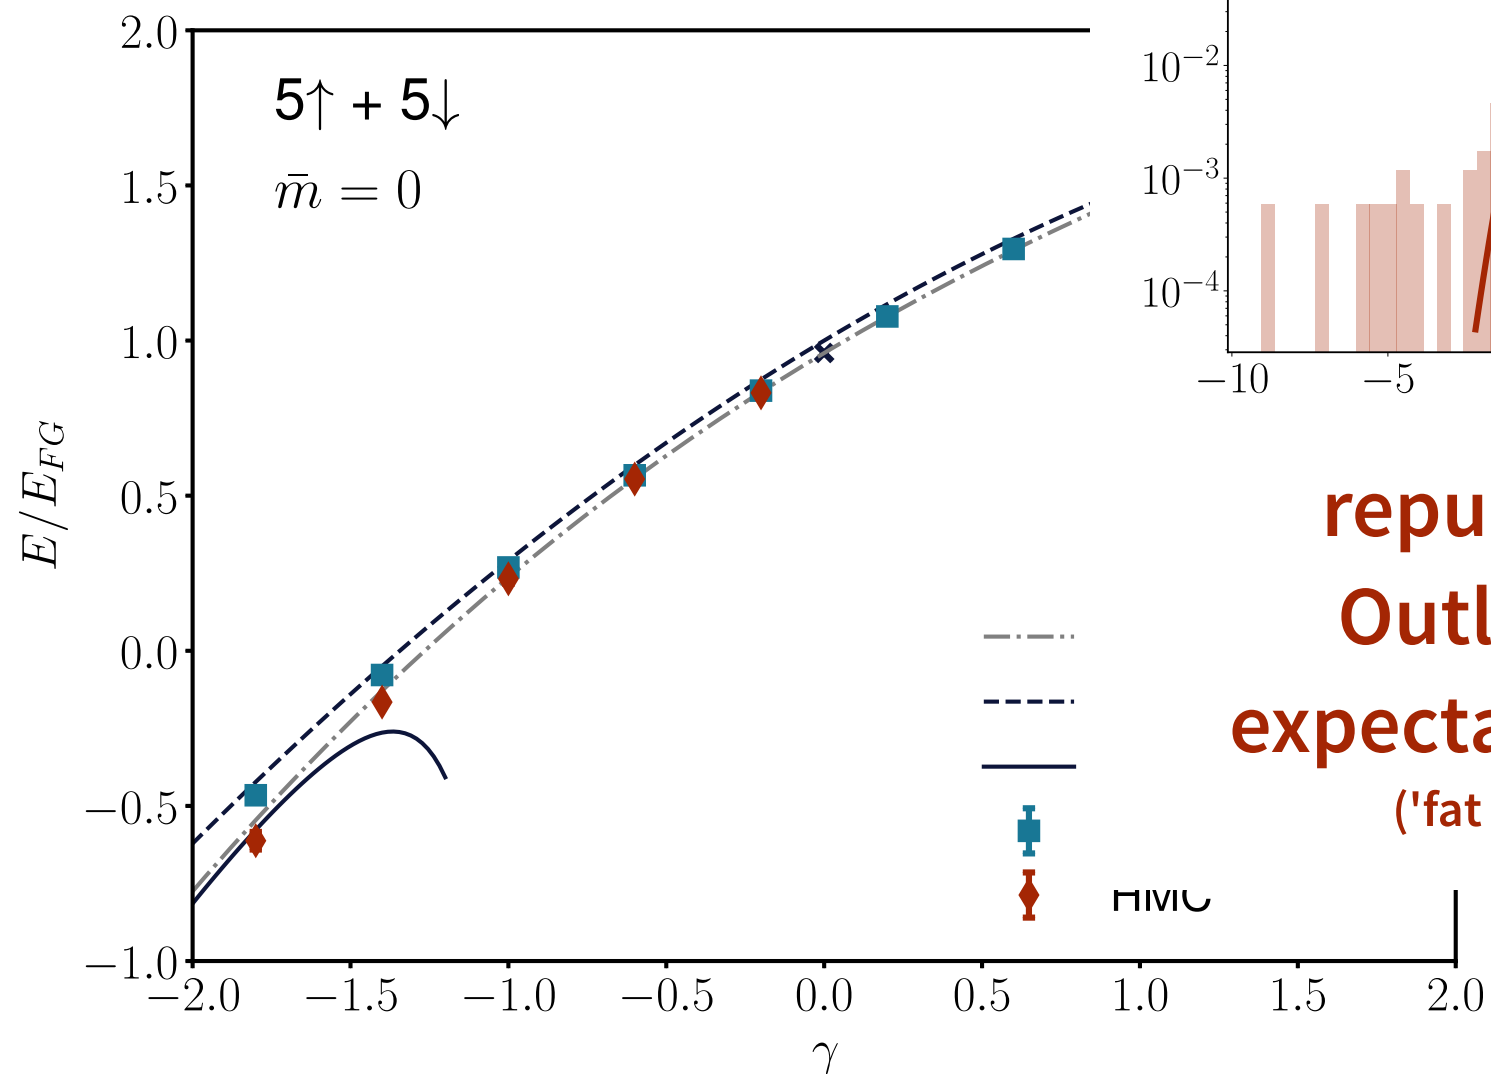 2.0
5↑ + 5↓
m̄ = 0
1.5
1.0
0.5
0.0
−0.5
−1.0
E/E_{FG}
−2.0 −1.5 −1.0 −0.5 0.0 0.5 1.0 1.5 2.0
γ
HMC
10^{−2}
10^{−3}
10^{−4}
−10 −5
repu
Outl
expecta
('fat